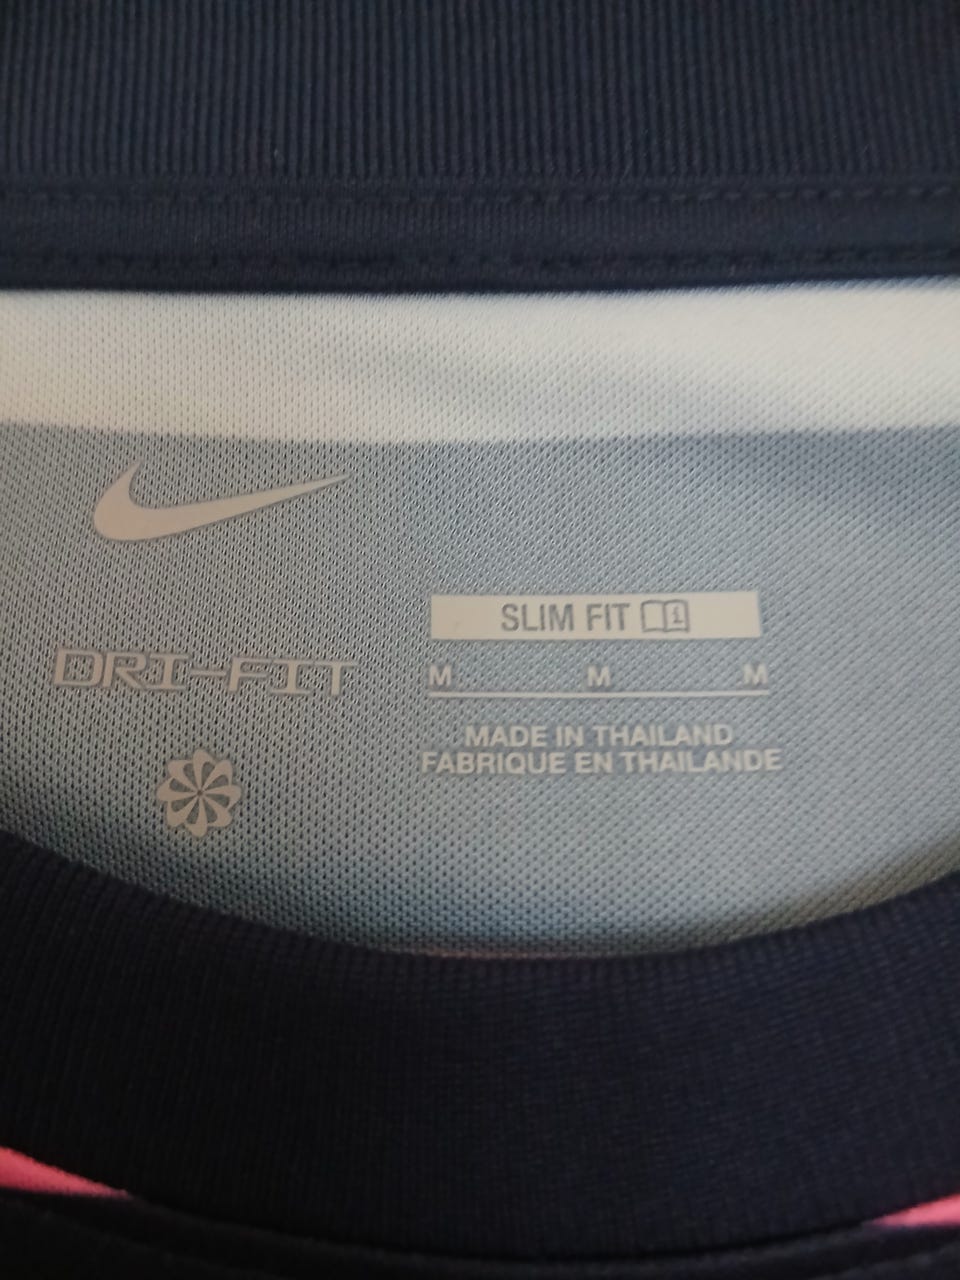 DRI-FIT
SLIM FIT i
M M M
MADE IN THAILAND
FABRIQUE EN THAILANDE